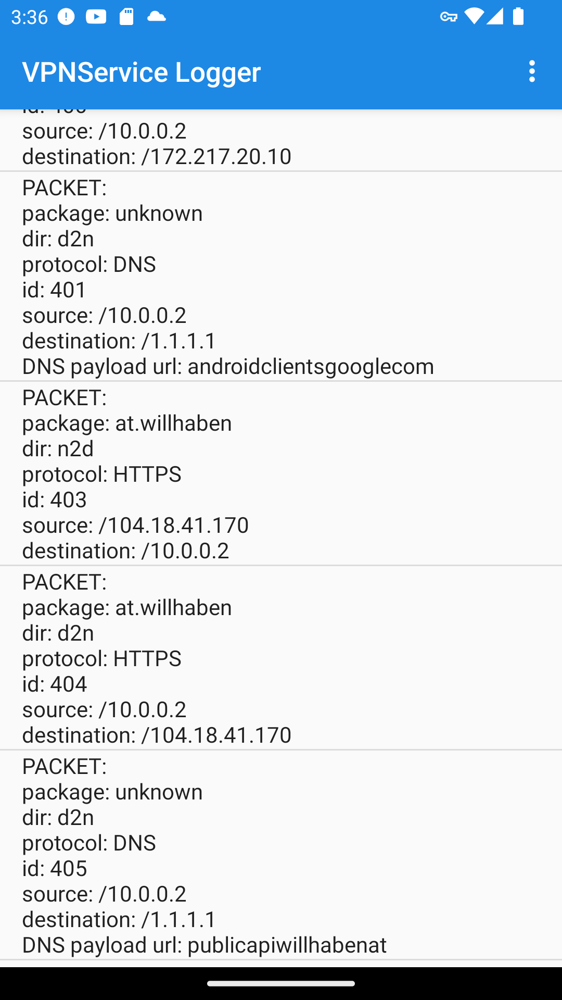 3:36
VPNService Logger
source: /10.0.0.2
destination: /172.217.20.10
PACKET:
package: unknown
dir: d2n
protocol: DNS
id: 401
source: /10.0.0.2
destination: /1.1.1.1
DNS payload url: androidclientsgooglecom
PACKET:
package: at.willhaben
dir: n2d
protocol: HTTPS
id: 403
source: /104.18.41.170
destination: /10.0.0.2
PACKET:
package: at.willhaben
dir: d2n
protocol: HTTPS
id: 404
source: /10.0.0.2
destination: /104.18.41.170
PACKET:
package: unknown
dir: d2n
protocol: DNS
id: 405
source: /10.0.0.2
destination: /1.1.1.1
DNS payload url: publicapiwillhabenat